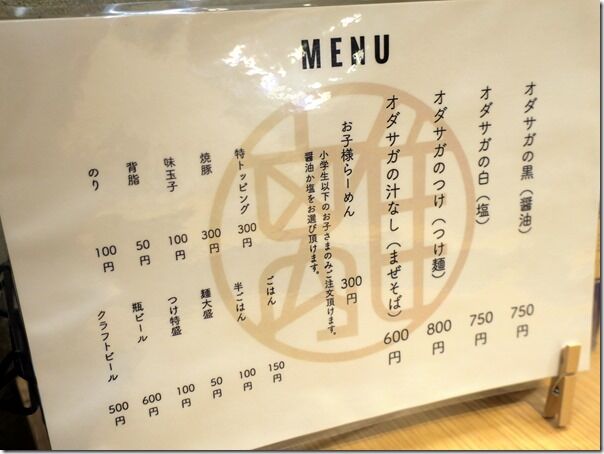 MENU
オダサガの黒（醤油） 750円
オダサガの白（塩） 750円
オダサガのつけ（つけ麺） 800円
オダサガの汁なし（まぜそば） 600円
お子様らーめん 300円
小学生以下のお子さまのみご注文頂けます。
醤油か塩をお選び頂けます。
特トッピング 300円
焼豚 300円
味玉子 100円
背脂 50円
のり 100円
ごはん 150円
半ごはん 100円
麺大盛 50円
つけ特盛 100円
瓶ビール 600円
クラフトビール 500円